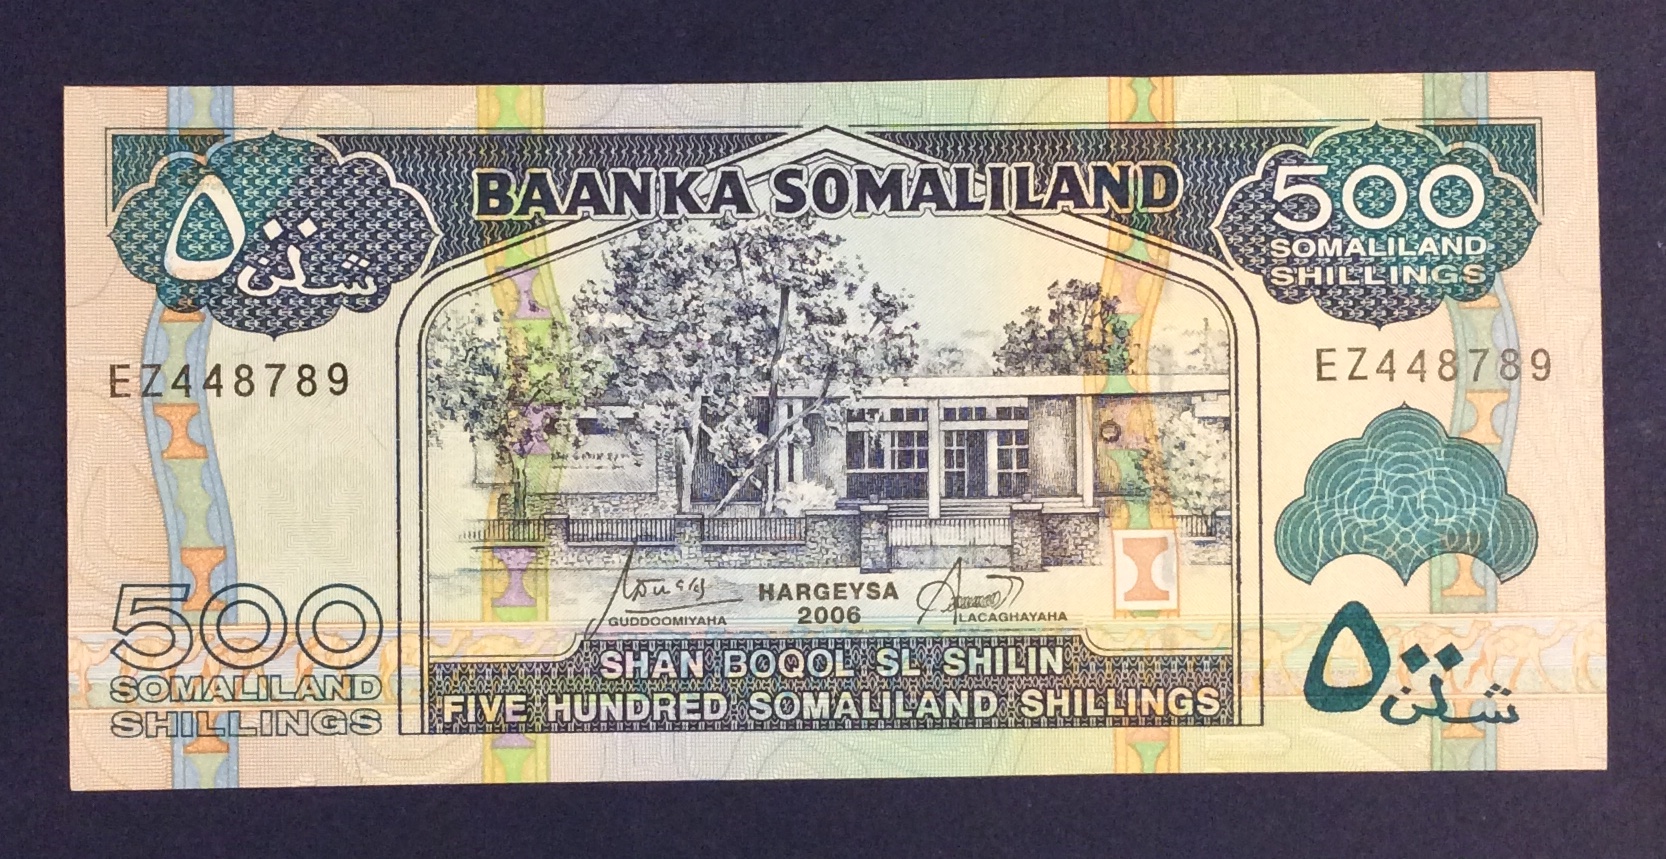 BAANKA SOMALILAND
٥٠٠
شلن
500
SOMALILAND
SHILLINGS
EZ448789
EZ448789
HARGEYSA
2006
GUDDOOMIYAHA
LACAGHAYAHA
500
SOMALILAND
SHILLINGS
SHAN BOQOL SL SHILIN
FIVE HUNDRED SOMALILAND SHILLINGS
٥٠٠
شلن